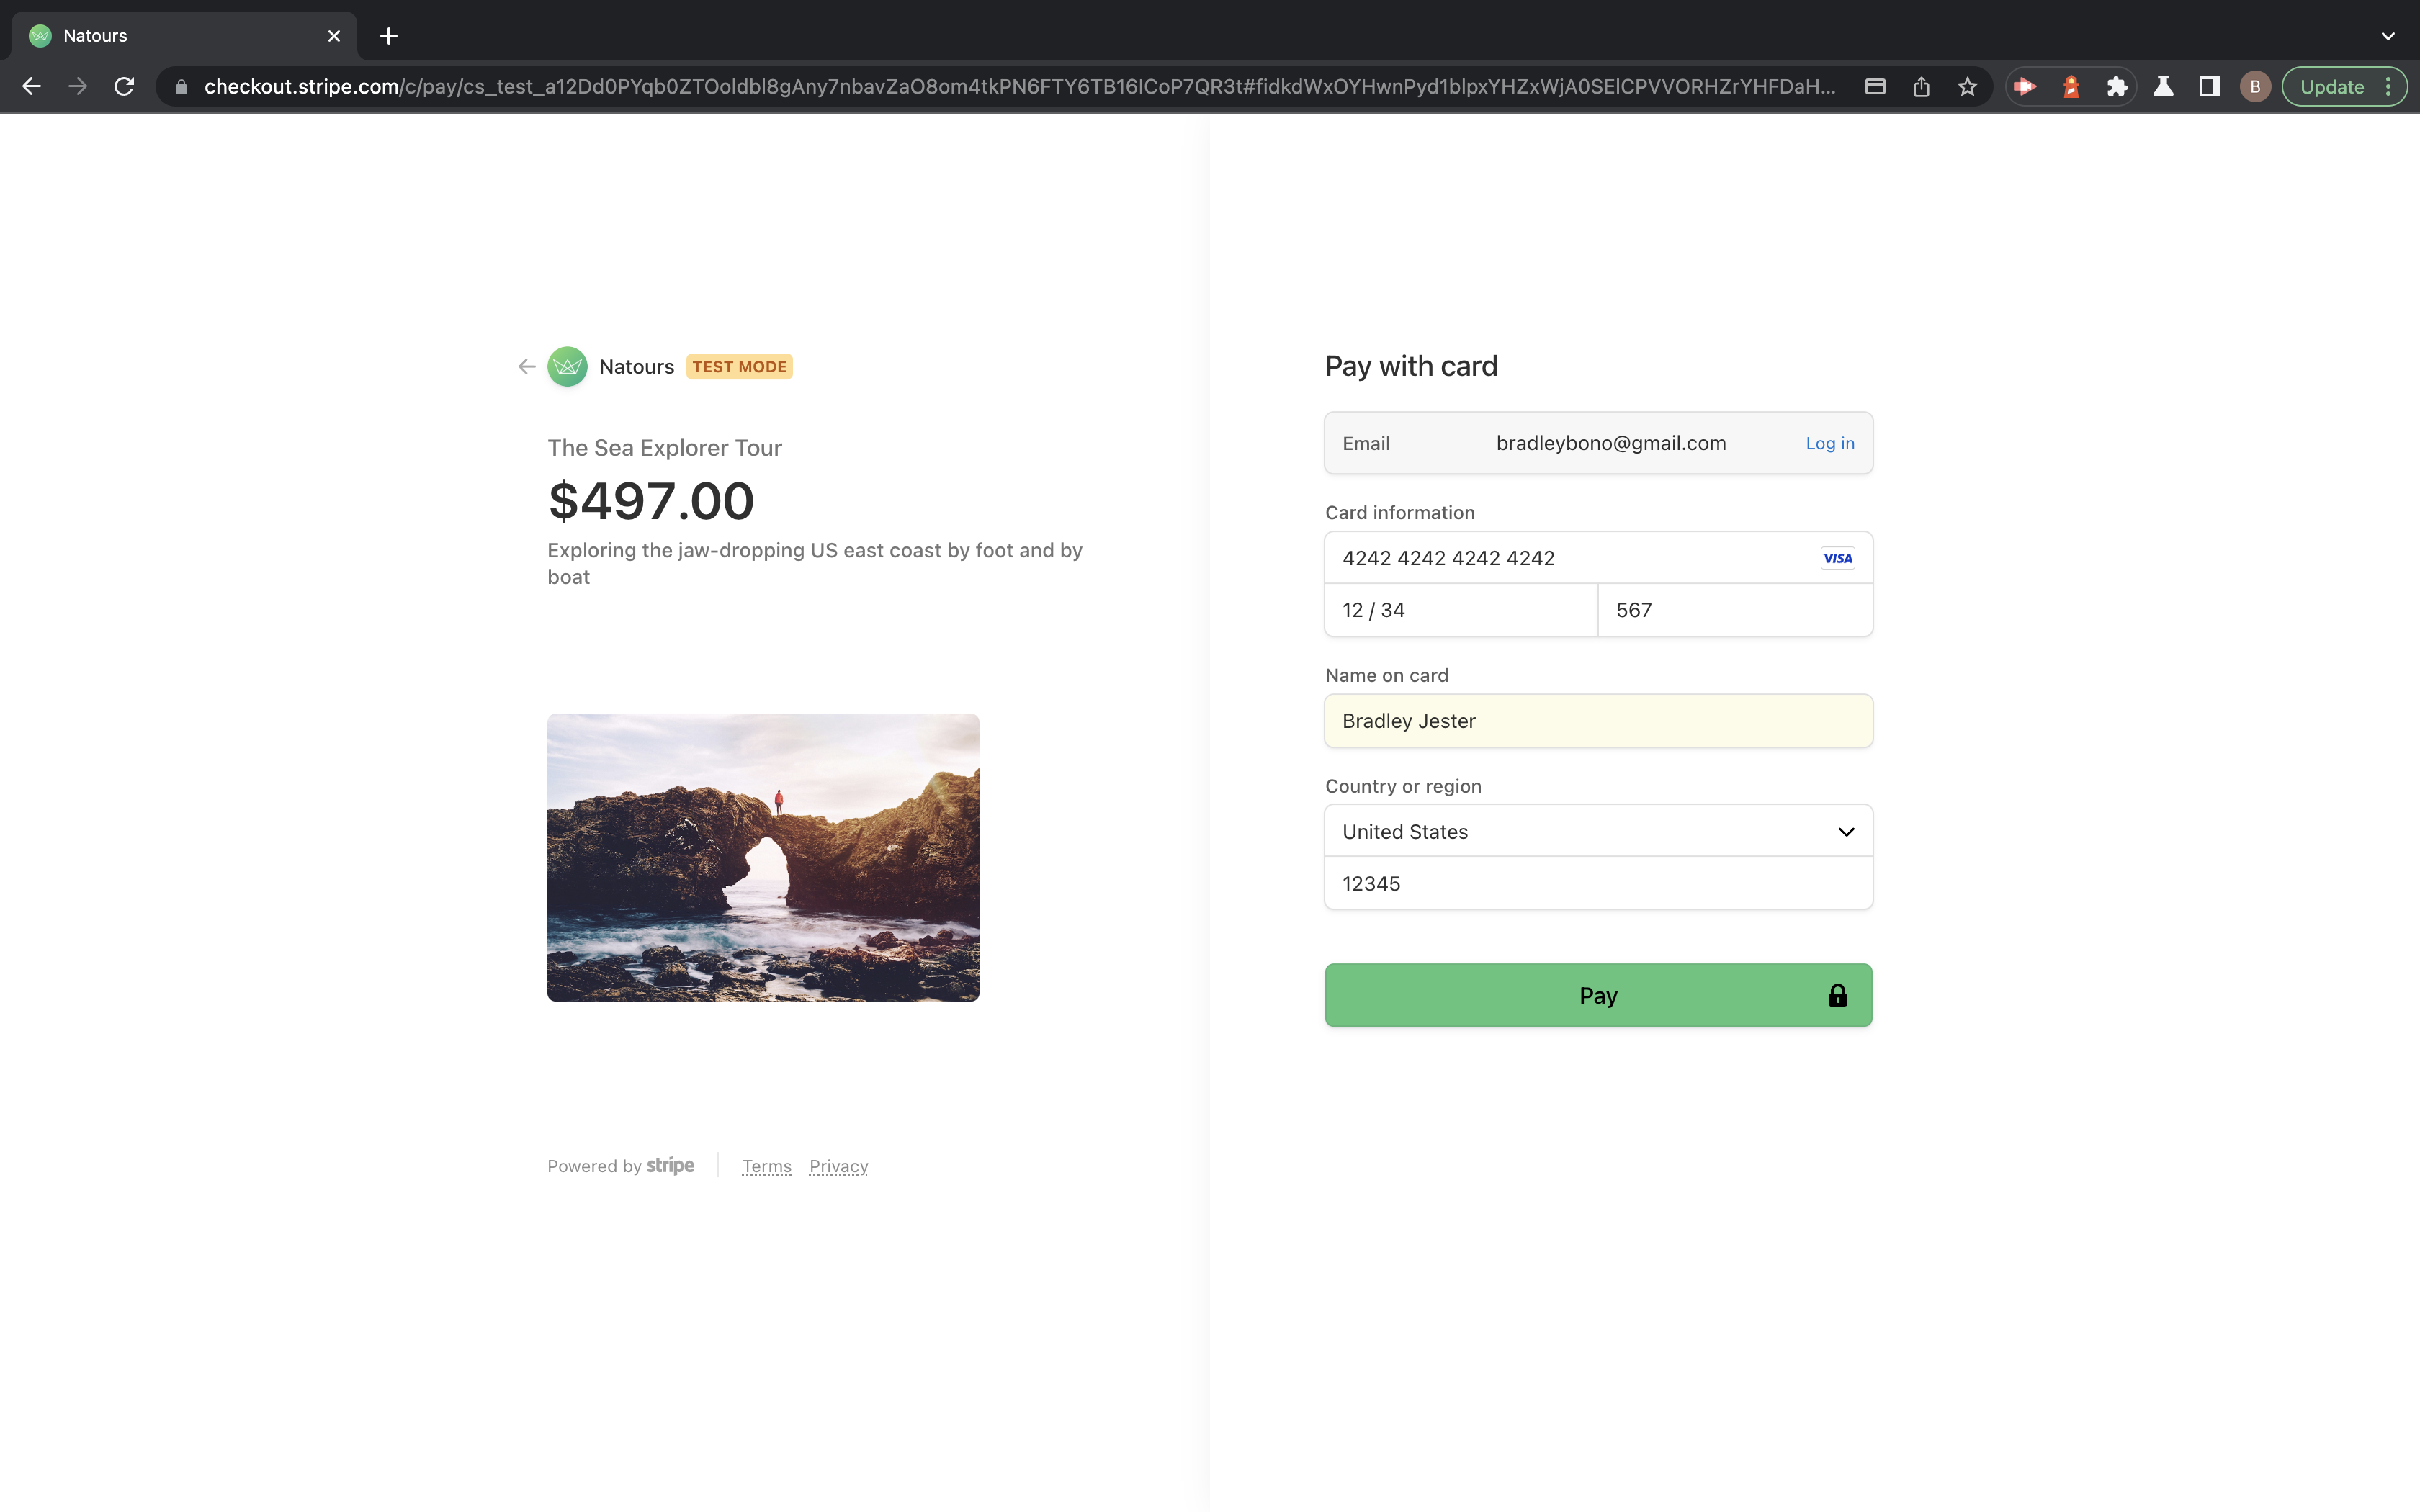 Natours
checkout.stripe.com/c/pay/cs_test_a12Dd0PYqb0ZTOoldbl8gAny7nbavZaO8om4tkPN6FTY6TB16ICoP7QR3t#fidkdWxOYHwnPyd1blpxYHZxWjA0SElCPVVORHZrYHFDaH...
B
Update
Natours TEST MODE
The Sea Explorer Tour
$497.00
Exploring the jaw-dropping US east coast by foot and by
boat
Powered by stripe
Terms Privacy
Pay with card
Email bradleybono@gmail.com Log in
Card information
4242 4242 4242 4242 VISA
12 / 34 567
Name on card
Bradley Jester
Country or region
United States
12345
Pay